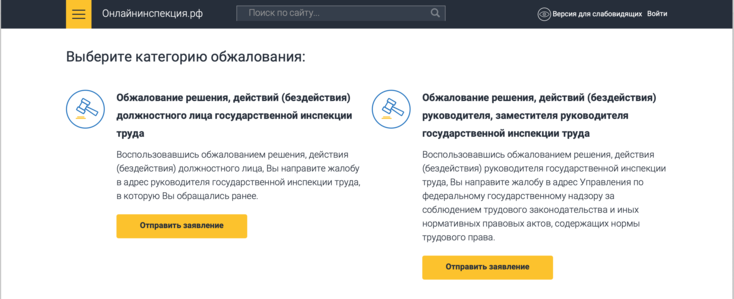 Онлайнинспекция.рф
Поиск по сайту...
Версия для слабовидящих Войти
Выберите категорию обжалования:
Обжалование решения, действий (бездействия)
должностного лица государственной инспекции
труда
Воспользовавшись обжалованием решения, действия
(бездействия) должностного лица, Вы направите жалобу
в адрес руководителя государственной инспекции труда,
в которую Вы обращались ранее.
Отправить заявление
Обжалование решения, действий (бездействия)
руководителя, заместителя руководителя
государственной инспекции труда
Воспользовавшись обжалованием решения, действия
(бездействия) руководителя государственной инспекции
труда, Вы направите жалобу в адрес Управления по
федеральному государственному надзору за
соблюдением трудового законодательства и иных
нормативных правовых актов, содержащих нормы
трудового права.
Отправить заявление